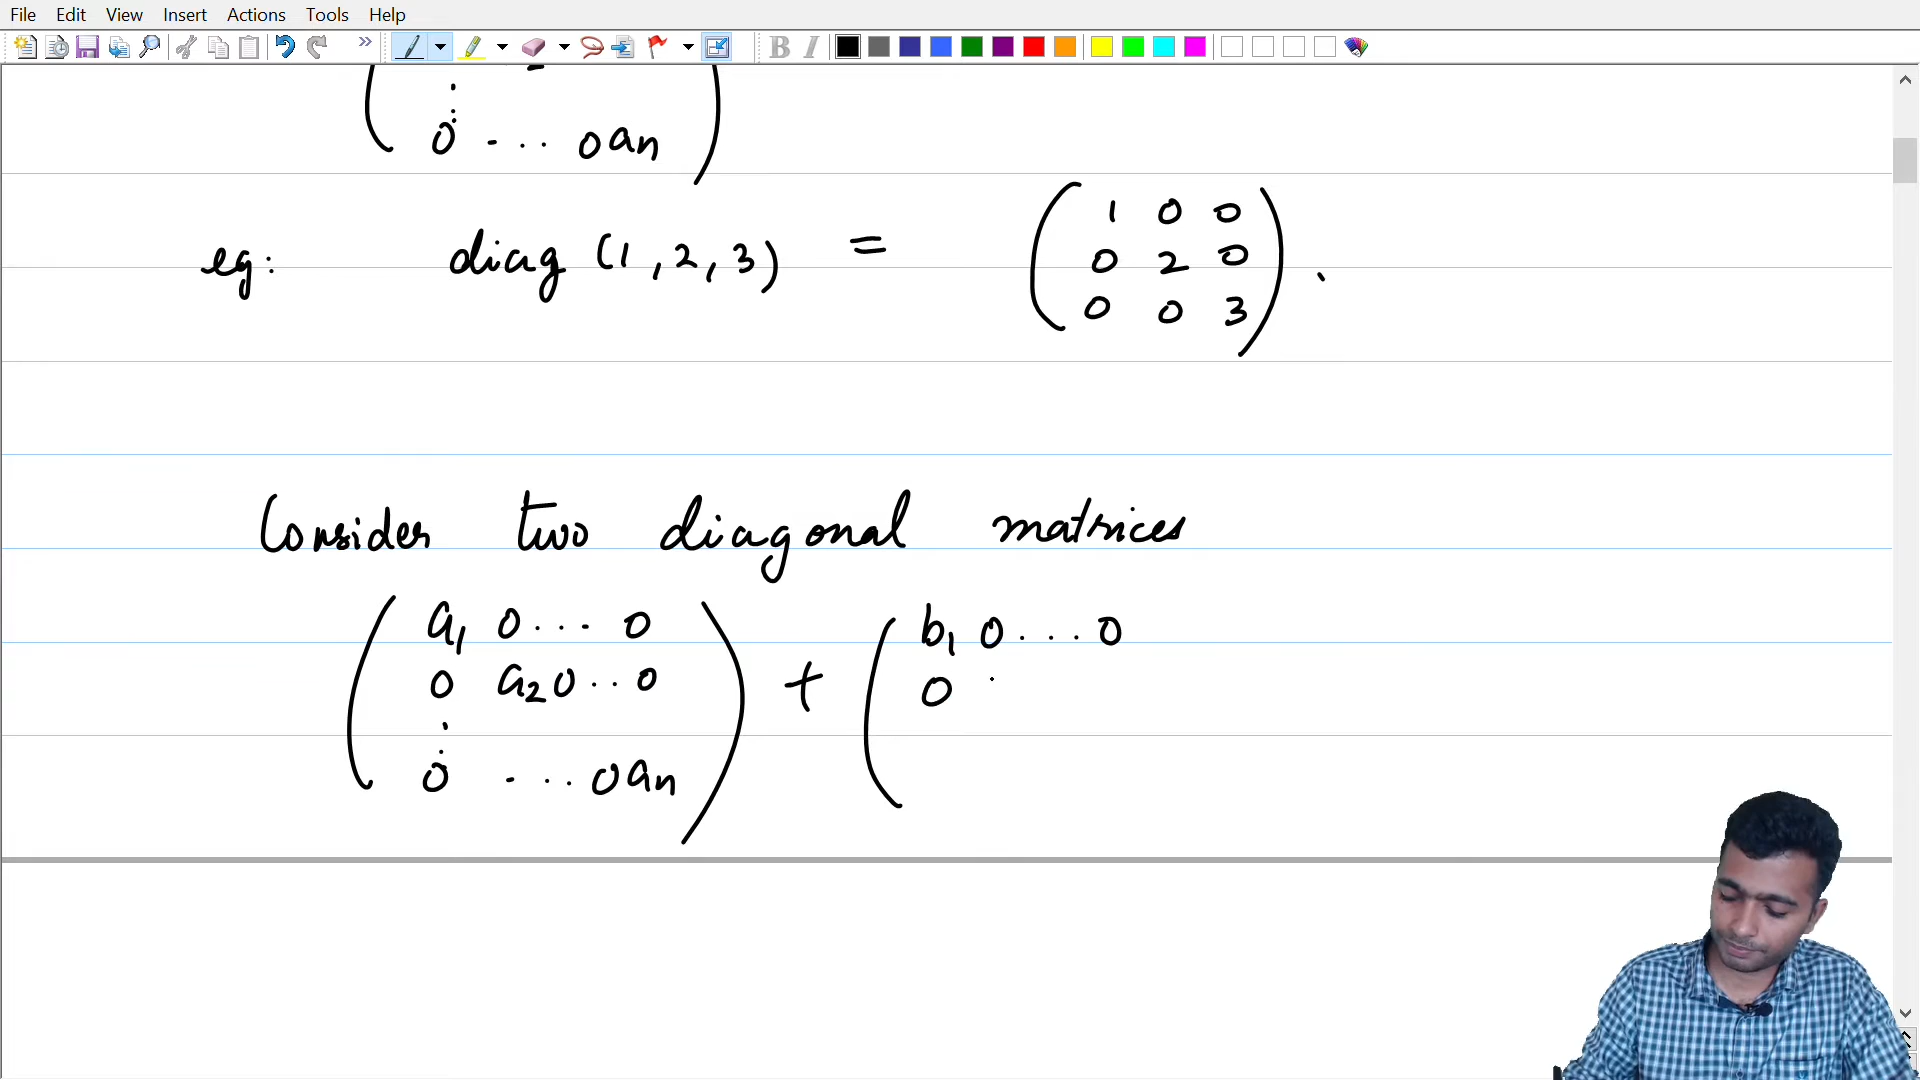 File Edit View Insert Actions Tools Help
B I
0 . . . 0 an
eg: diag (1, 2, 3) =
1 0 0
0 2 0
0 0 3 .
Consider two diagonal matrices
a1 0 . . . 0 + b1 0 . . . 0
0 a2 0 . . 0 0
0 . . . 0 an